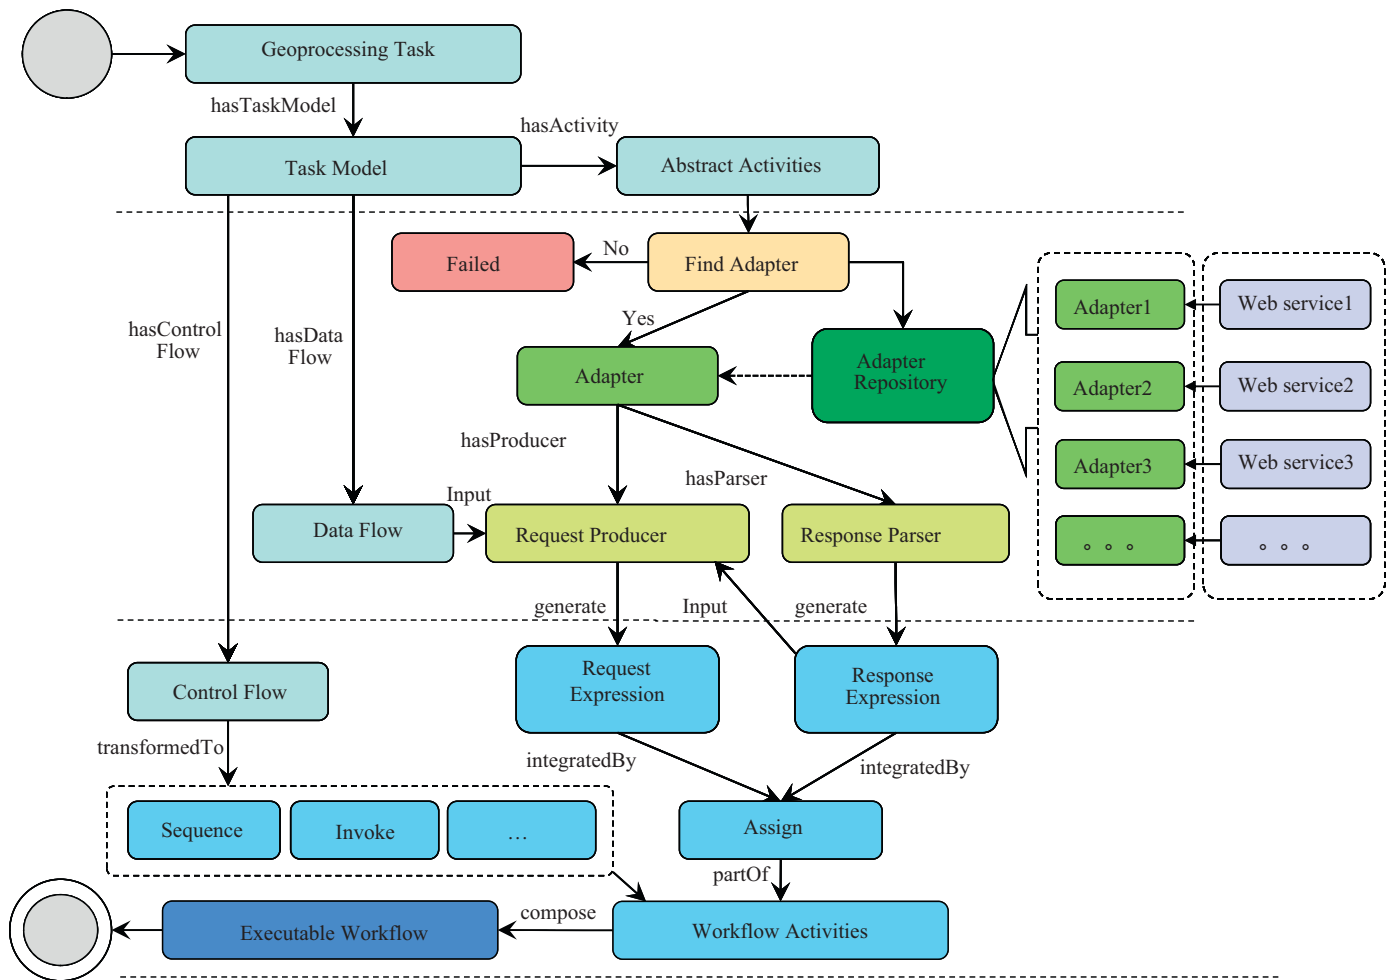 Geoprocessing Task
hasTaskModel
hasActivity
Task Model
Abstract Activities
No
Failed
Find Adapter
Adapter1
Web service1
hasControl
Flow
hasData
Flow
Yes
Adapter
Adapter
Repository
Adapter2
Web service2
hasProducer
hasParser
Adapter3
Web service3
Input
Data Flow
Request Producer
Response Parser
。。。
。。。
generate
Input
generate
Control Flow
Request
Expression
Response
Expression
transformedTo
integratedBy
integratedBy
Sequence
Invoke
...
Assign
partOf
Executable Workflow
compose
Workflow Activities